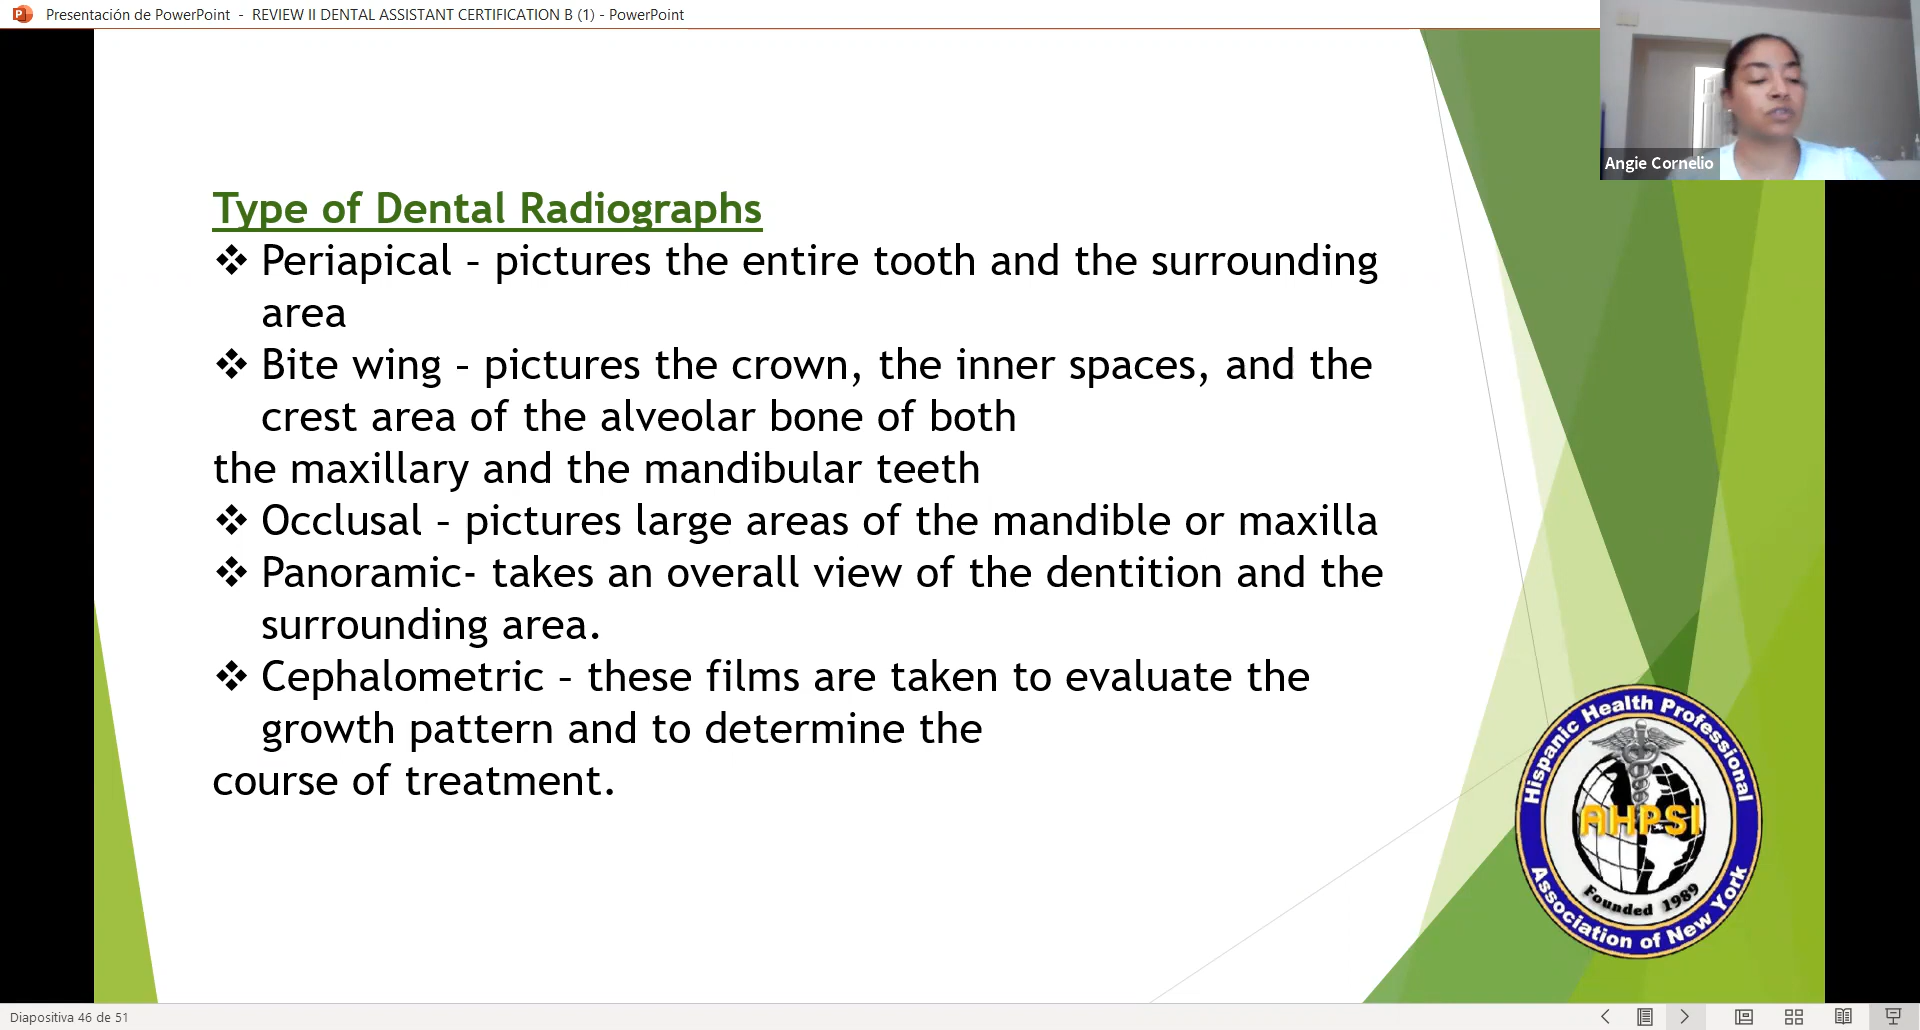 Presentación de PowerPoint - REVIEW II DENTAL ASSISTANT CERTIFICATION B (1) - PowerPoint
Angie Cornelio
Type of Dental Radiographs
❖ Periapical – pictures the entire tooth and the surrounding
area
❖ Bite wing – pictures the crown, the inner spaces, and the
crest area of the alveolar bone of both
the maxillary and the mandibular teeth
❖ Occlusal – pictures large areas of the mandible or maxilla
❖ Panoramic- takes an overall view of the dentition and the
surrounding area.
❖ Cephalometric – these films are taken to evaluate the
growth pattern and to determine the
course of treatment.
Hispanic Health Professional
AHPSI
Founded 1989
Association of New York
Diapositiva 46 de 51